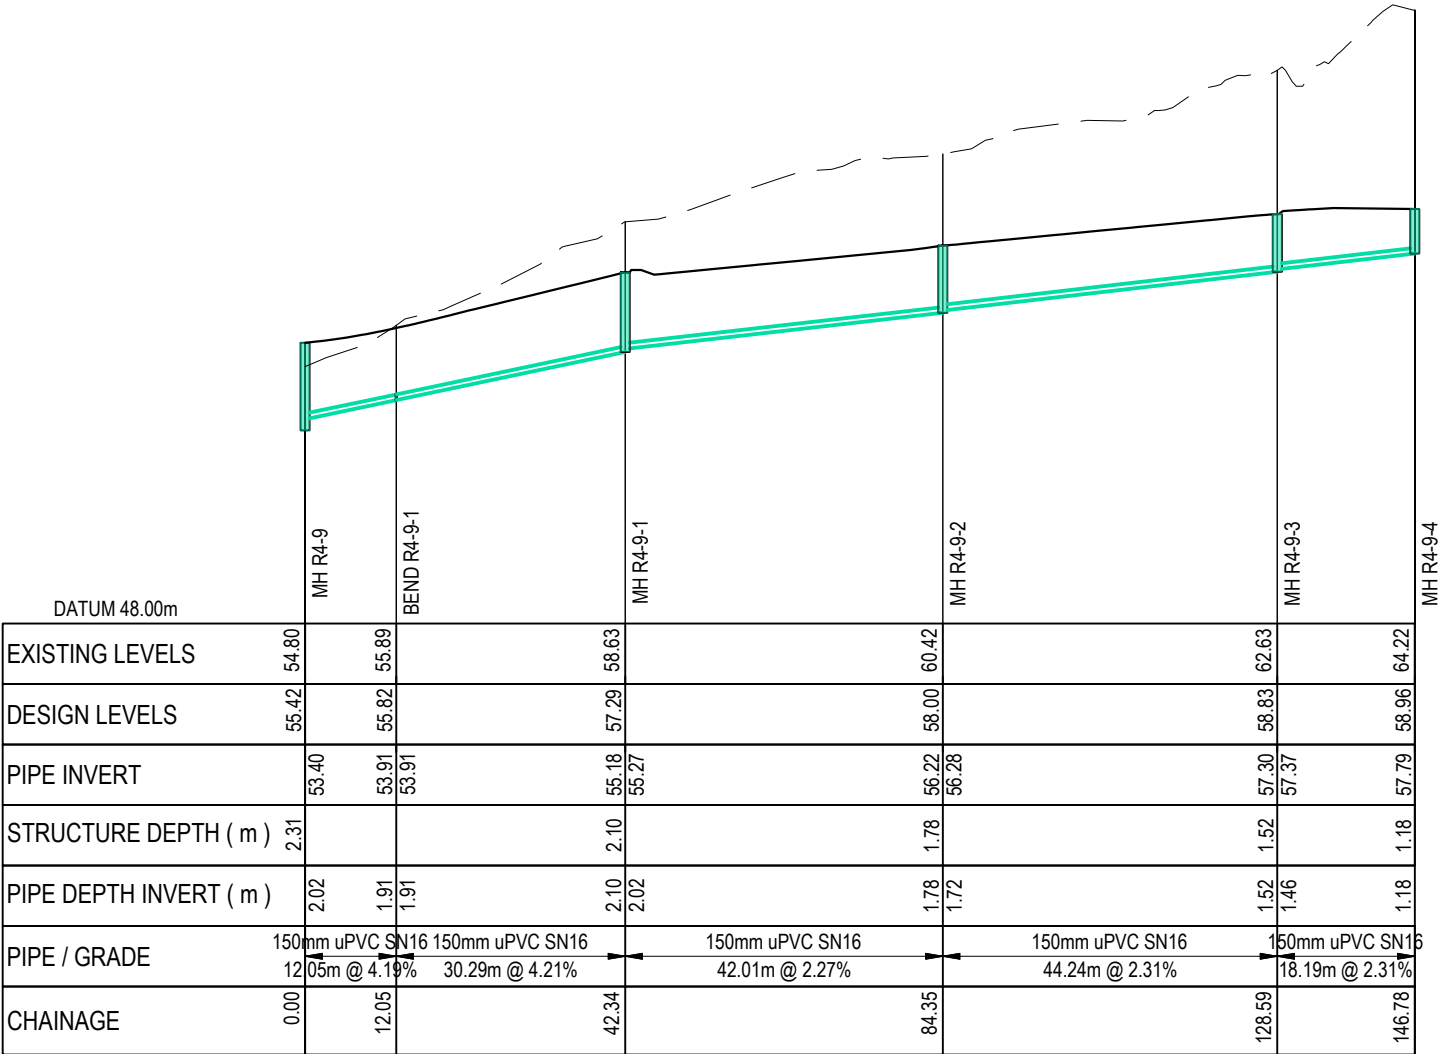 MH R4-9
BEND R4-9-1
MH R4-9-1
MH R4-9-2
MH R4-9-3
MH R4-9-4
DATUM 48.00m
EXISTING LEVELS 54.80 55.89 58.63 60.42 62.63 64.22
DESIGN LEVELS 55.42 55.82 57.29 58.00 58.83 58.96
PIPE INVERT 53.40 53.91 53.91 55.18 55.27 56.22 56.28 57.30 57.37 57.79
STRUCTURE DEPTH ( m ) 2.31 2.10 1.78 1.52 1.18
PIPE DEPTH INVERT ( m ) 2.02 1.91 1.91 2.10 2.02 1.78 1.72 1.52 1.46 1.18
PIPE / GRADE
150mm uPVC SN16 150mm uPVC SN16 150mm uPVC SN16 150mm uPVC SN16 150mm uPVC SN16
12.05m @ 4.19% 30.29m @ 4.21% 42.01m @ 2.27% 44.24m @ 2.31% 18.19m @ 2.31%
CHAINAGE 0.00 12.05 42.34 84.35 128.59 146.78